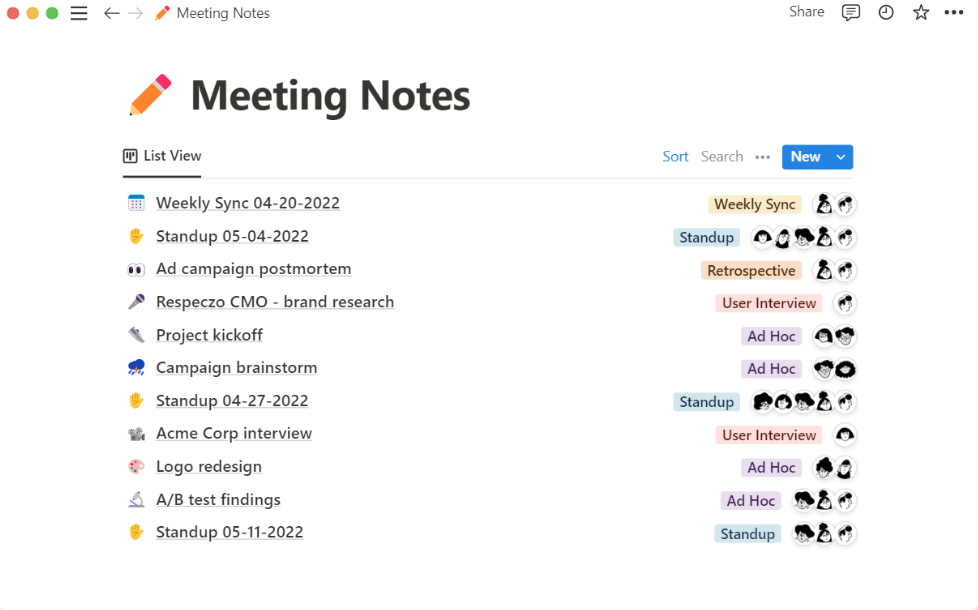 Meeting Notes Share
Meeting Notes
List View Sort Search New
Weekly Sync 04-20-2022 Weekly Sync
Standup 05-04-2022 Standup
Ad campaign postmortem Retrospective
Respeczo CMO - brand research User Interview
Project kickoff Ad Hoc
Campaign brainstorm Ad Hoc
Standup 04-27-2022 Standup
Acme Corp interview User Interview
Logo redesign Ad Hoc
A/B test findings Ad Hoc
Standup 05-11-2022 Standup